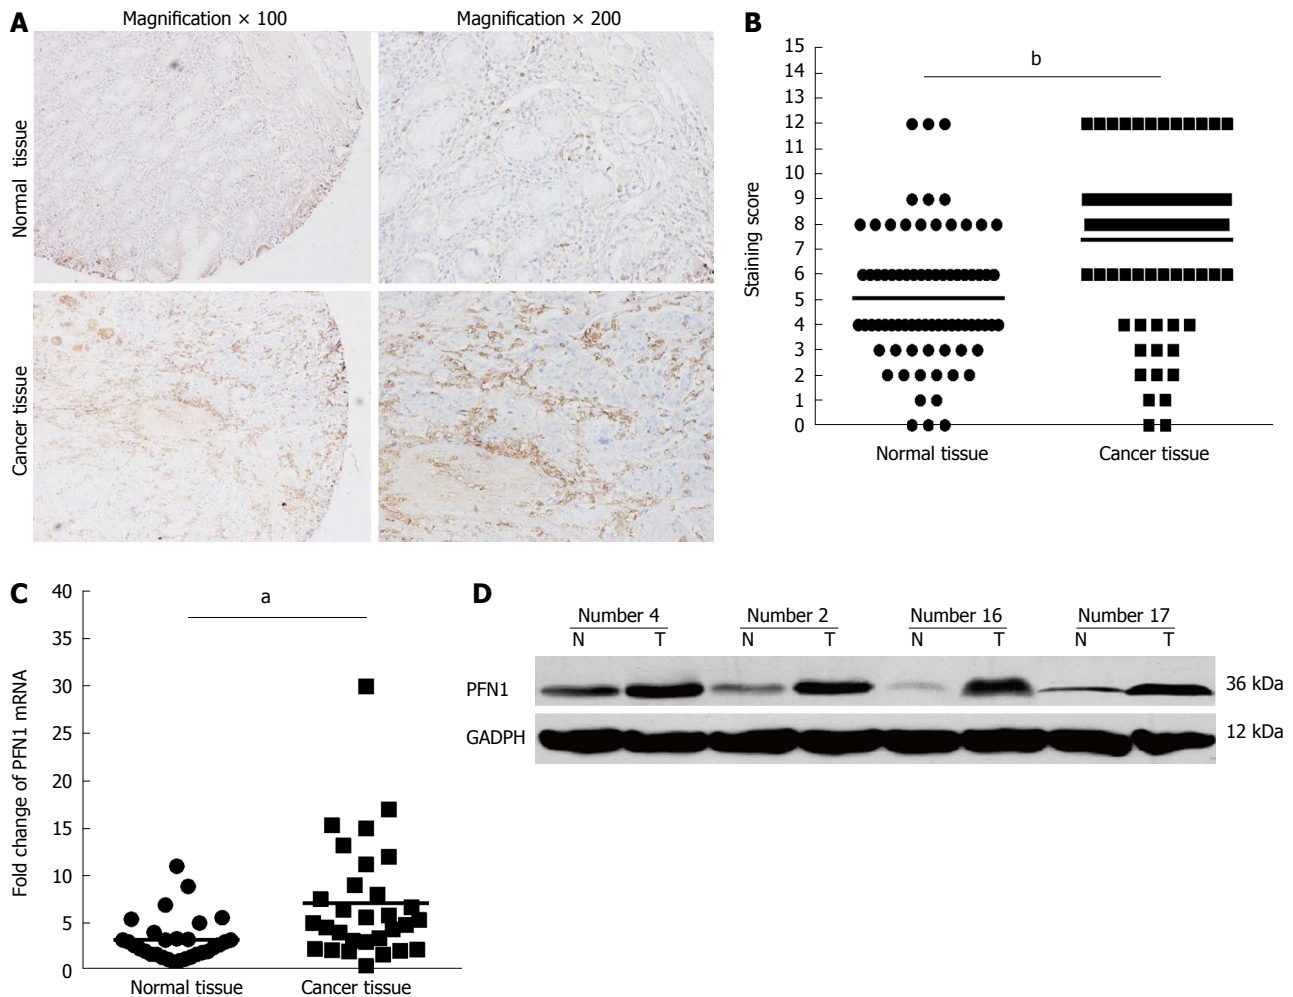 A
Magnification × 100
Magnification × 200
Normal tissue
Cancer tissue
B
b
Staining score
15
14
13
12
11
10
9
8
7
6
5
4
3
2
1
0
Normal tissue
Cancer tissue
C
a
Fold change of PFN1 mRNA
40
35
30
25
20
15
10
5
0
Normal tissue
Cancer tissue
D
Number 4
Number 2
Number 16
Number 17
N T N T N T N T
PFN1
36 kDa
GADPH
12 kDa